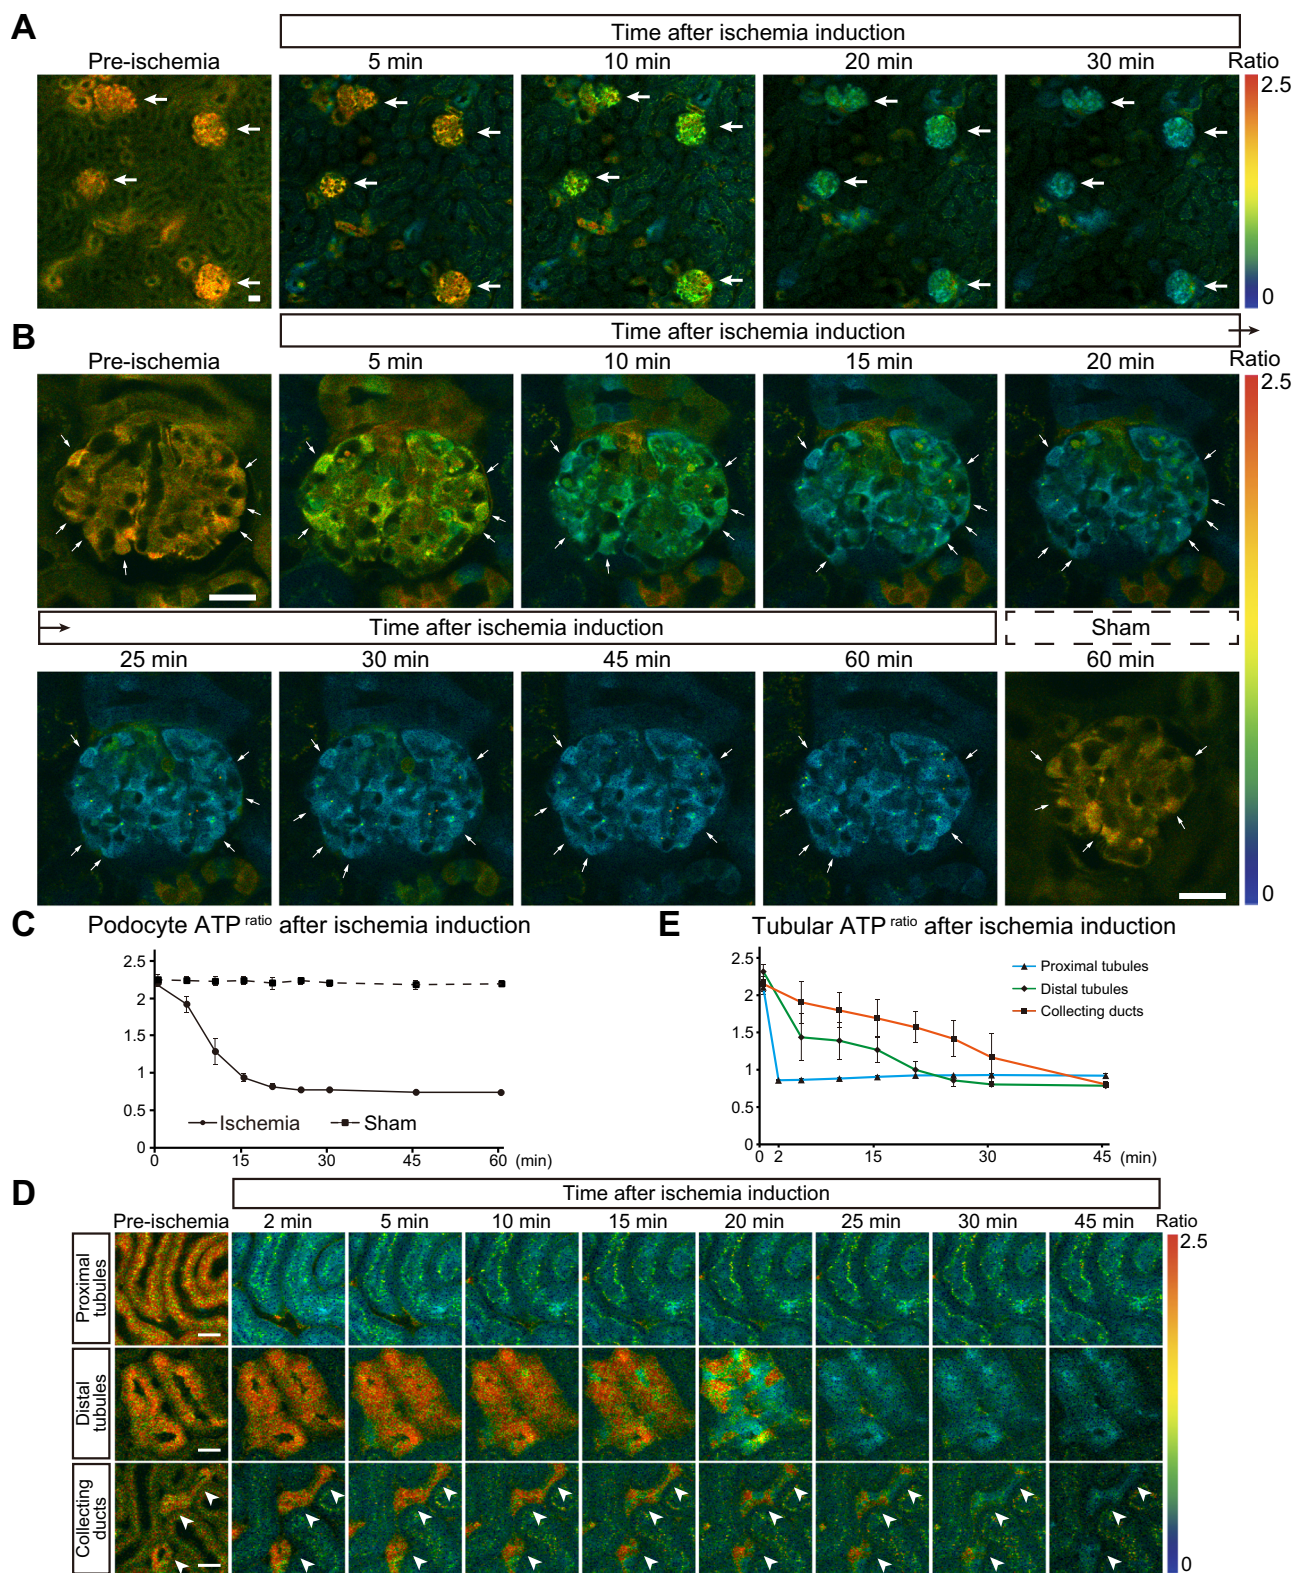 A
Time after ischemia induction
Pre-ischemia 5 min 10 min 20 min 30 min Ratio
2.5
0
B
Time after ischemia induction
Pre-ischemia 5 min 10 min 15 min 20 min Ratio
2.5
Time after ischemia induction Sham
25 min 30 min 45 min 60 min 60 min
0
C Podocyte ATP ratio after ischemia induction
2.5
2
1.5
1
0.5
0
Ischemia Sham
0 15 30 45 60 (min)
E Tubular ATP ratio after ischemia induction
2.5
2
1.5
1
0.5
0
Proximal tubules
Distal tubules
Collecting ducts
0 2 15 30 45 (min)
D
Time after ischemia induction
Pre-ischemia 2 min 5 min 10 min 15 min 20 min 25 min 30 min 45 min Ratio
2.5
Proximal
tubules
Distal
tubules
Collecting
ducts
0